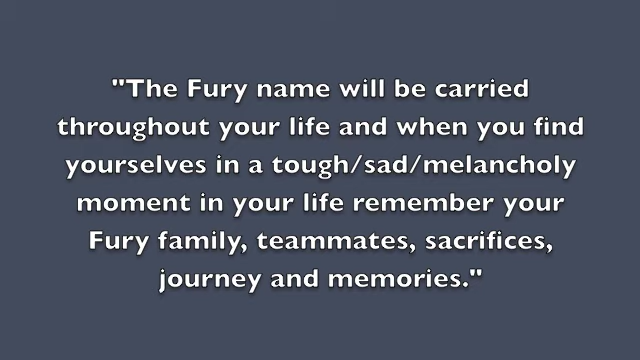 "The Fury name will be carried
throughout your life and when you find
yourselves in a tough/sad/melancholy
moment in your life remember your
Fury family, teammates, sacrifices,
journey and memories."